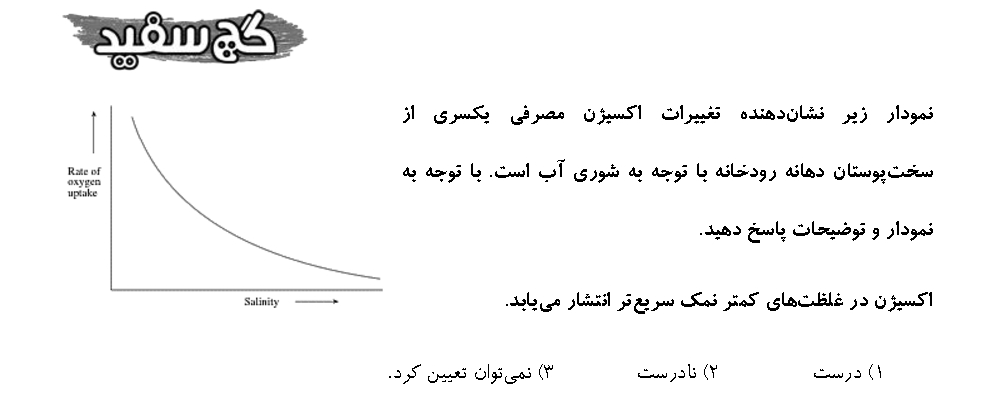 گچ سفید
نمودار زیر نشان‌دهنده تغییرات اکسیژن مصرفی یکسری از
سخت‌پوستان دهانه رودخانه با توجه به شوری آب است. با توجه به
نمودار و توضیحات پاسخ دهید.
اکسیژن در غلظت‌های کمتر نمک سریع‌تر انتشار می‌یابد.
۱) درست ۲) نادرست ۳) نمی‌توان تعیین کرد.
Rate of
oxygen
uptake
Salinity